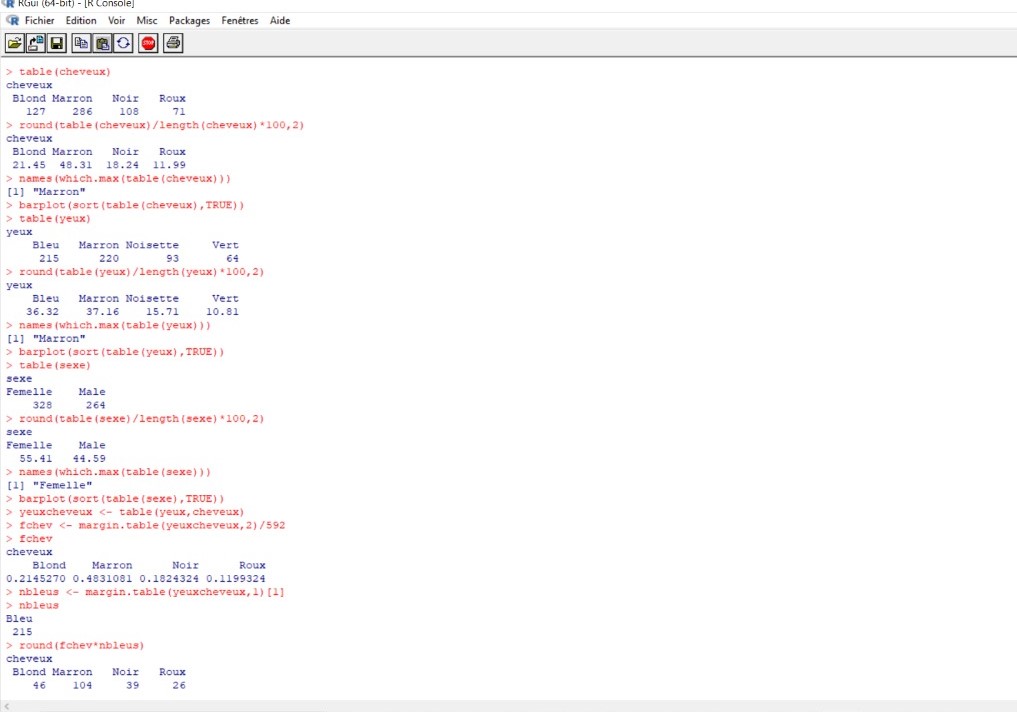 RGui (64-bit) - [R Console]
Fichier Edition Voir Misc Packages Fenêtres Aide
STOP
> table(cheveux)
cheveux
Blond Marron Noir Roux
127 286 108 71
> round(table(cheveux)/length(cheveux)*100,2)
cheveux
Blond Marron Noir Roux
21.45 48.31 18.24 11.99
> names(which.max(table(cheveux)))
[1] "Marron"
> barplot(sort(table(cheveux),TRUE))
> table(yeux)
yeux
Bleu Marron Noisette Vert
215 220 93 64
> round(table(yeux)/length(yeux)*100,2)
yeux
Bleu Marron Noisette Vert
36.32 37.16 15.71 10.81
> names(which.max(table(yeux)))
[1] "Marron"
> barplot(sort(table(yeux),TRUE))
> table(sexe)
sexe
Femelle Male
328 264
> round(table(sexe)/length(sexe)*100,2)
sexe
Femelle Male
55.41 44.59
> names(which.max(table(sexe)))
[1] "Femelle"
> barplot(sort(table(sexe),TRUE))
> yeuxcheveux <- table(yeux,cheveux)
> fchev <- margin.table(yeuxcheveux,2)/592
> fchev
cheveux
Blond Marron Noir Roux
0.2145270 0.4831081 0.1824324 0.1199324
> nbleus <- margin.table(yeuxcheveux,1)[1]
> nbleus
Bleu
215
> round(fchev*nbleus)
cheveux
Blond Marron Noir Roux
46 104 39 26